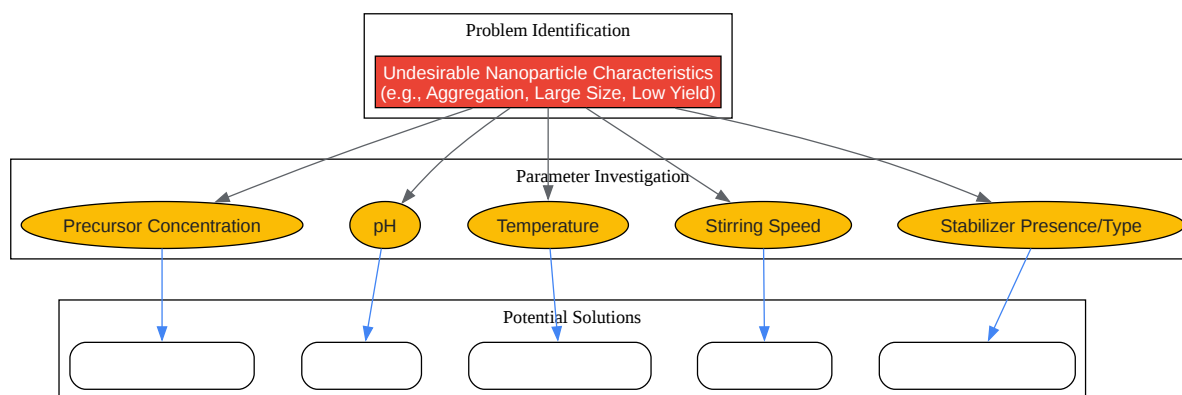 Problem Identification
Undesirable Nanoparticle Characteristics
(e.g., Aggregation, Large Size, Low Yield)
Parameter Investigation
Precursor Concentration
pH
Temperature
Stirring Speed
Stabilizer Presence/Type
Potential Solutions